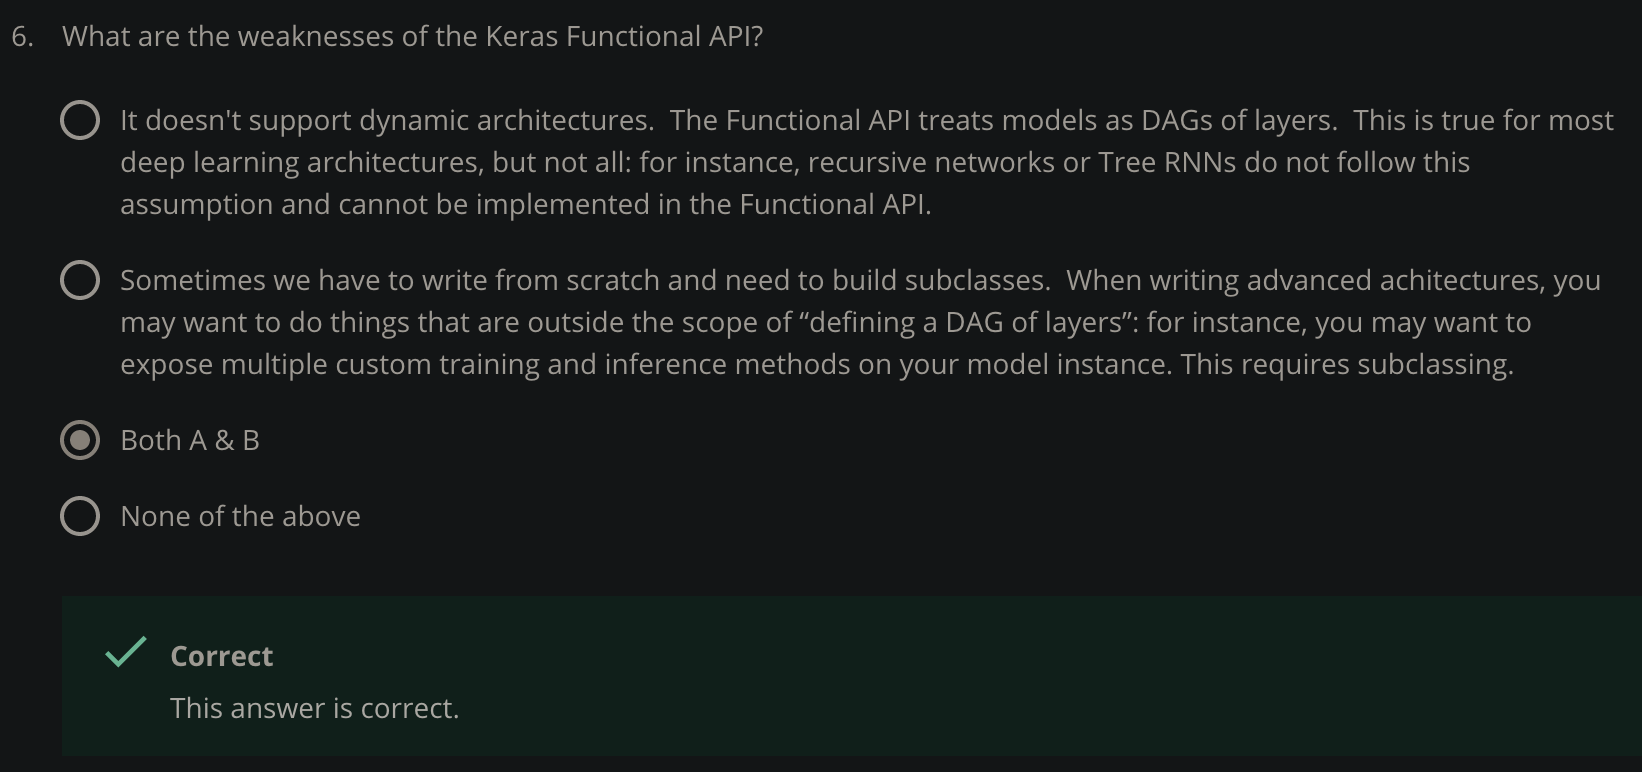 6. What are the weaknesses of the Keras Functional API?
It doesn't support dynamic architectures.  The Functional API treats models as DAGs of layers.  This is true for most
deep learning architectures, but not all: for instance, recursive networks or Tree RNNs do not follow this
assumption and cannot be implemented in the Functional API.
Sometimes we have to write from scratch and need to build subclasses.  When writing advanced achitectures, you
may want to do things that are outside the scope of “defining a DAG of layers”: for instance, you may want to
expose multiple custom training and inference methods on your model instance. This requires subclassing.
Both A & B
None of the above
Correct
This answer is correct.